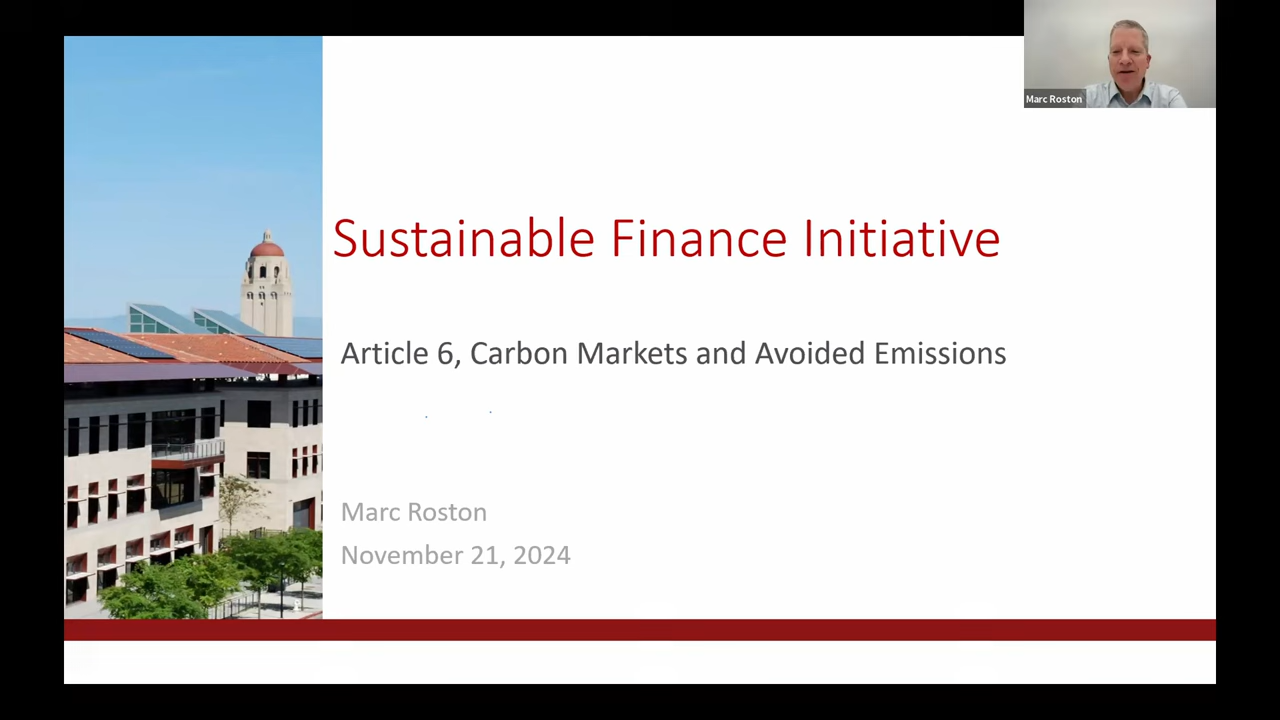 Marc Roston
Sustainable Finance Initiative
Article 6, Carbon Markets and Avoided Emissions
Marc Roston
November 21, 2024